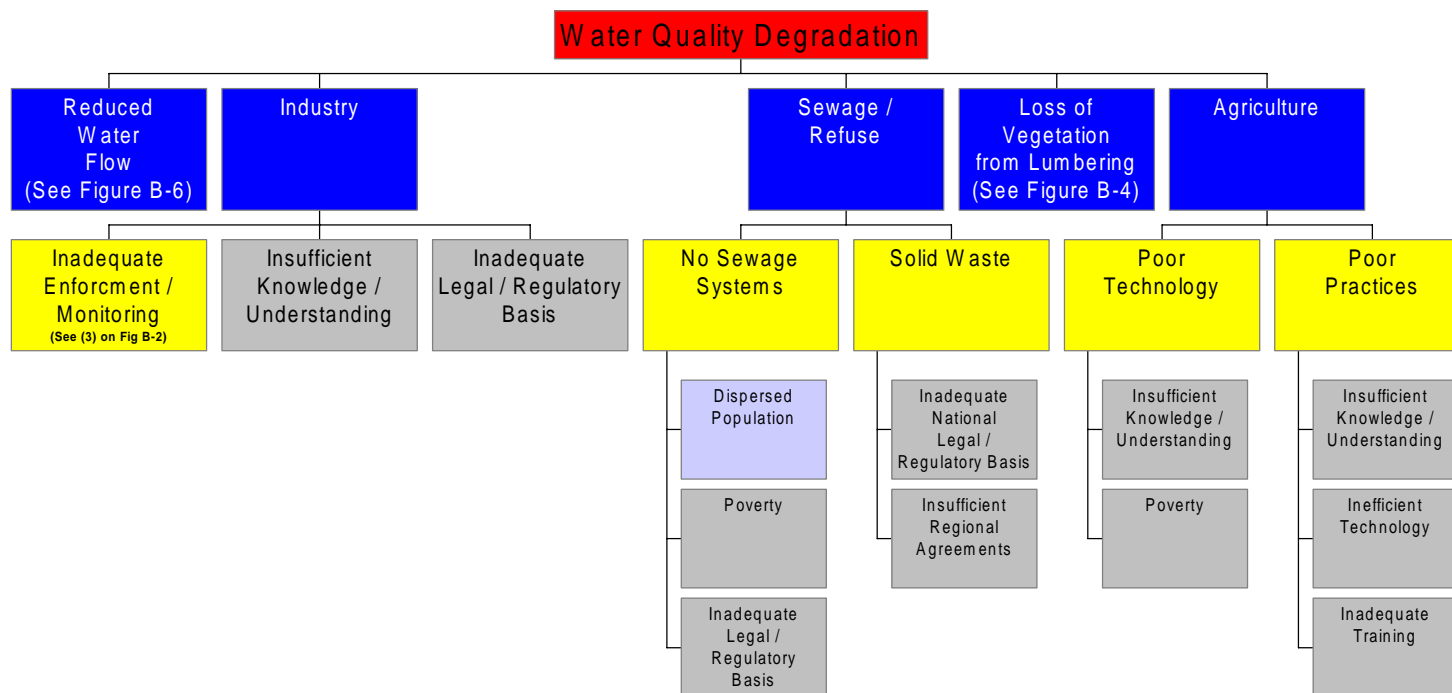 Water Quality Degradation
Reduced
Water
Flow
(See Figure B-6)
Industry
Sewage /
Refuse
Loss of
Vegetation
from Lumbering
(See Figure B-4)
Agriculture
Inadequate
Enforcment /
Monitoring
(See (3) on Fig B-2)
Insufficient
Knowledge /
Understanding
Inadequate
Legal / Regulatory
Basis
No Sewage
Systems
Solid Waste
Poor
Technology
Poor
Practices
Dispersed
Population
Poverty
Inadequate
Legal /
Regulatory
Basis
Inadequate
National
Legal /
Regulatory Basis
Insufficient
Regional
Agreements
Insufficient
Knowledge /
Understanding
Poverty
Insufficient
Knowledge /
Understanding
Inefficient
Technology
Inadequate
Training